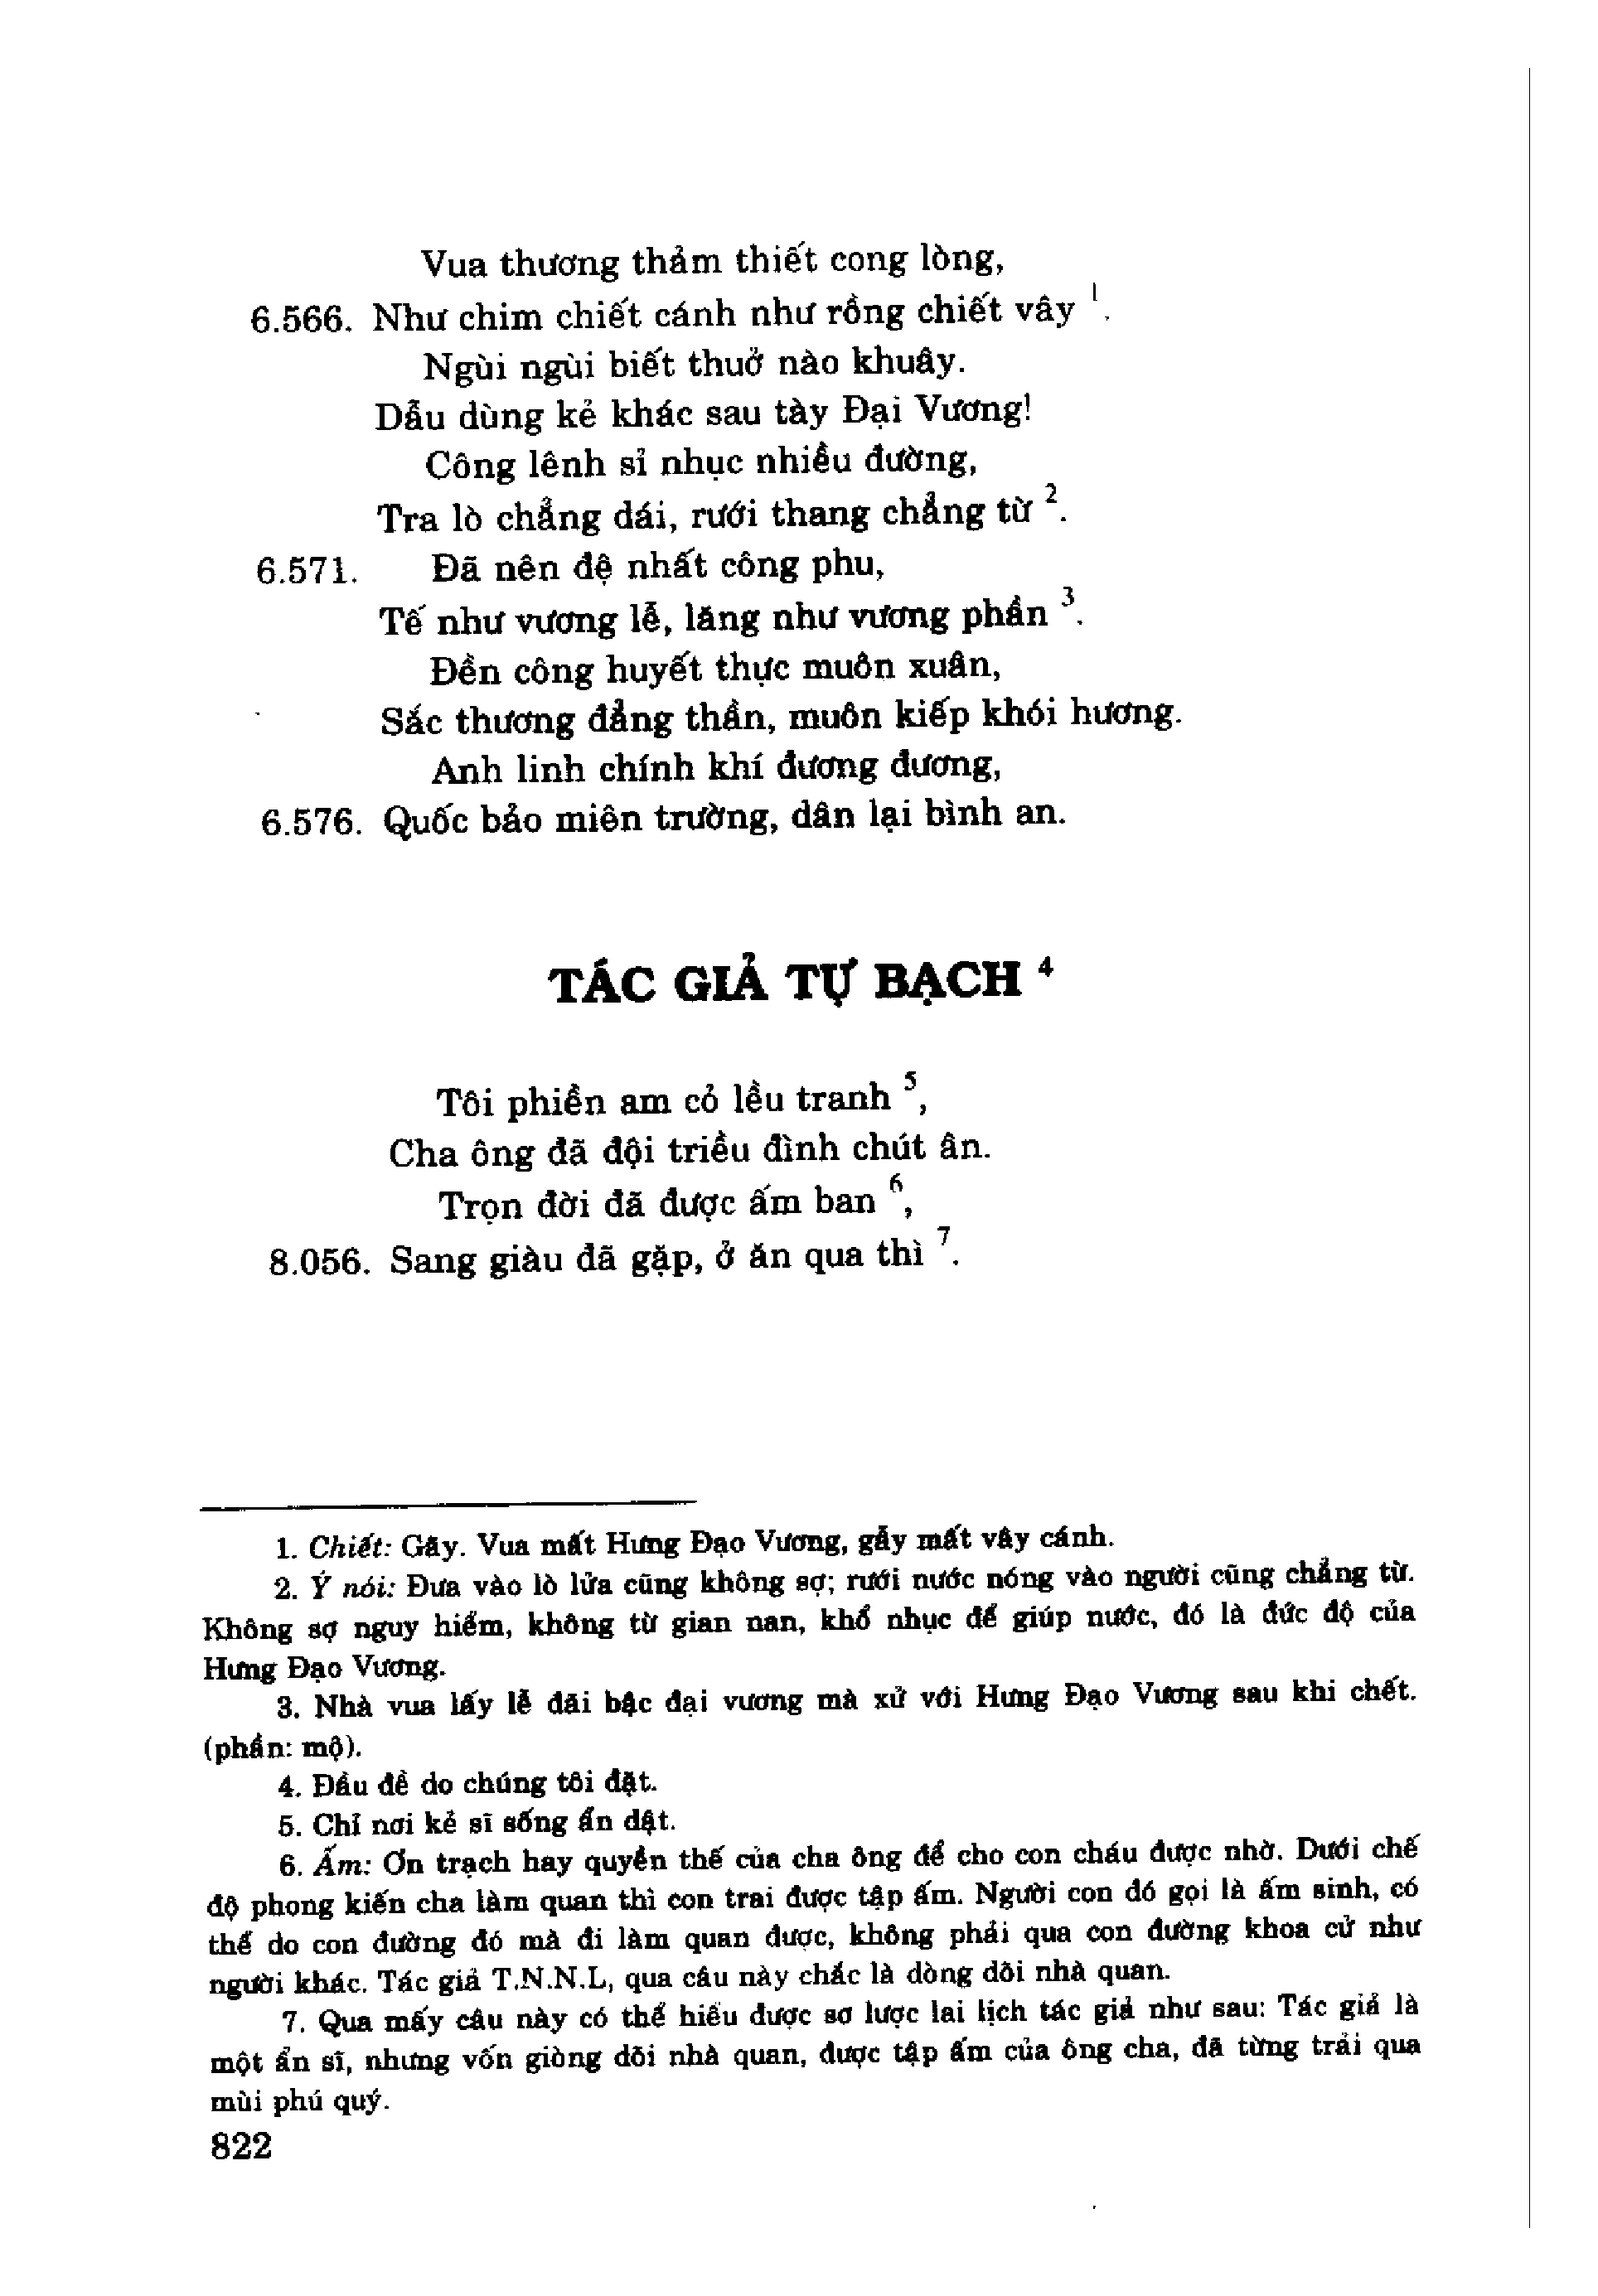 Vua thương thảm thiết cong lòng,
6.566. Như chim chiết cánh như rồng chiết vây 1.
Ngùi ngùi biết thuở nào khuây.
Dẫu dùng kẻ khác sau tày Đại Vương!
Công lênh sỉ nhục nhiều đường,
Tra lò chẳng dái, rưới thang chẳng từ 2.
6.571. Đã nên đệ nhất công phu,
Tế như vương lễ, lăng như vương phần 3.
Đền công huyết thực muôn xuân,
Sắc thương đẳng thần, muôn kiếp khói hương.
Anh linh chính khí đương đương,
6.576. Quốc bảo miên trường, dân lại bình an.
TÁC GIẢ TỰ BẠCH 4
Tôi phiền am cỏ lều tranh 5,
Cha ông đã đội triều đình chút ân.
Trọn đời đã được ấm ban 6,
8.056. Sang giàu đã gặp, ở ăn qua thì 7.
1. Chiết: Gãy. Vua mất Hưng Đạo Vương, gẫy mất vây cánh.
2. Ý nói: Đưa vào lò lửa cũng không sợ; rưới nước nóng vào người cũng chẳng từ.
Không sợ nguy hiểm, không từ gian nan, khổ nhục để giúp nước, đó là đức độ của
Hưng Đạo Vương.
3. Nhà vua lấy lễ đãi bậc đại vương mà xử với Hưng Đạo Vương sau khi chết.
(phần: mộ).
4. Đầu đề do chúng tôi đặt.
5. Chỉ nơi kẻ sĩ sống ẩn dật.
6. Ấm: Ơn trạch hay quyền thế của cha ông để cho con cháu được nhờ. Dưới chế
độ phong kiến cha làm quan thì con trai được tập ấm. Người con đó gọi là ấm sinh, có
thể do con đường đó mà đi làm quan được, không phải qua con đường khoa cử như
người khác. Tác giả T.N.N.L, qua câu này chắc là dòng dõi nhà quan.
7. Qua mấy câu này có thể hiểu được sơ lược lai lịch tác giả như sau: Tác giả là
một ẩn sĩ, nhưng vốn giòng dõi nhà quan, được tập ấm của ông cha, đã từng trải qua
mùi phú quý.
822